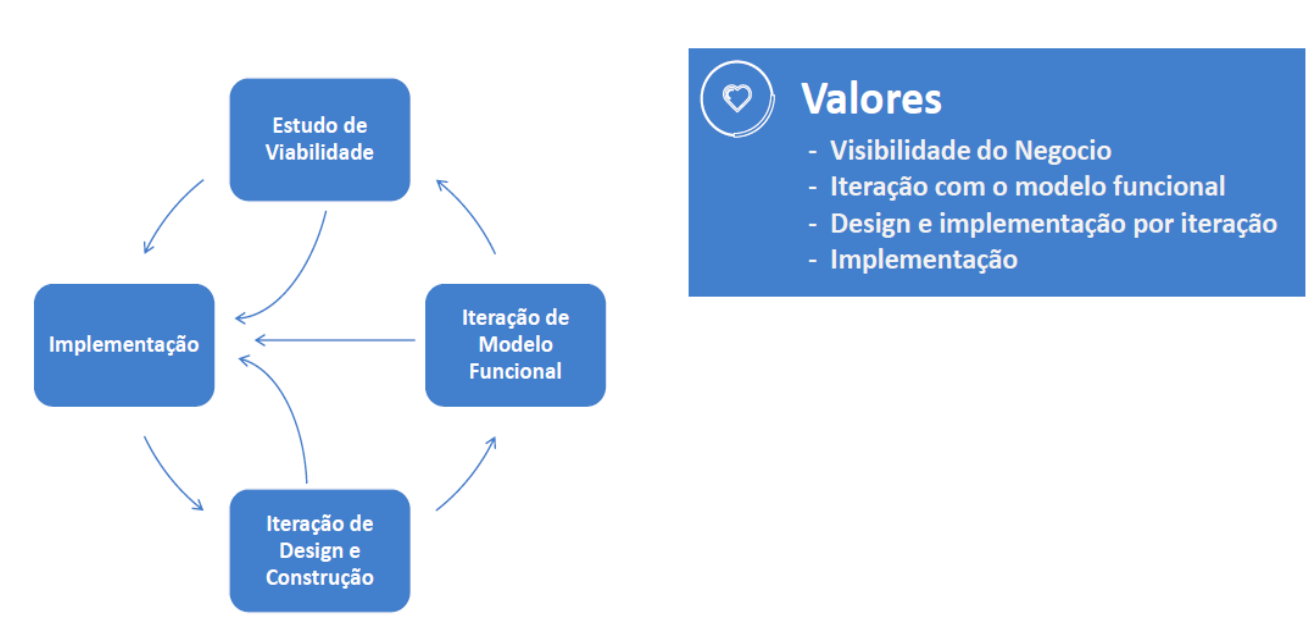 Estudo de
Viabilidade
Implementação
Iteração de
Modelo
Funcional
Iteração de
Design e
Construção
Valores
- Visibilidade do Negocio
- Iteração com o modelo funcional
- Design e implementação por iteração
- Implementação